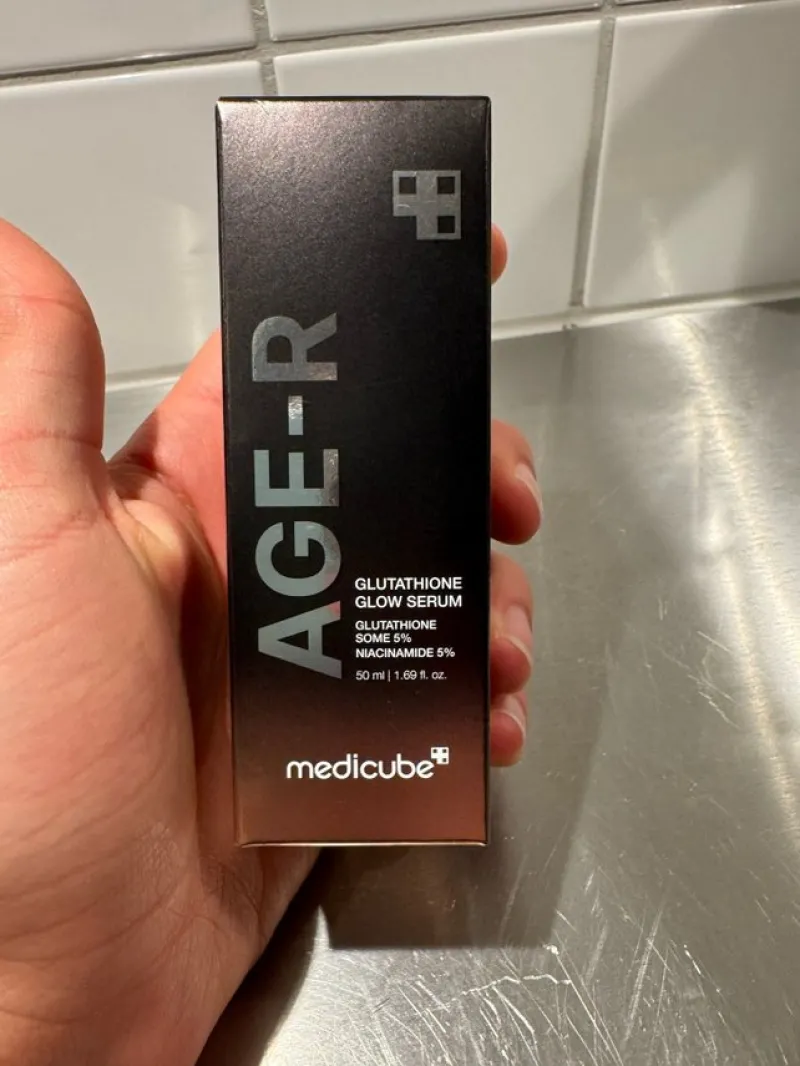 AGE-R
GLUTATHIONE
GLOW SERUM
GLUTATHIONE
SOME 5%
NIACINAMIDE 5%
50 ml | 1.69 fl. oz.
medicube